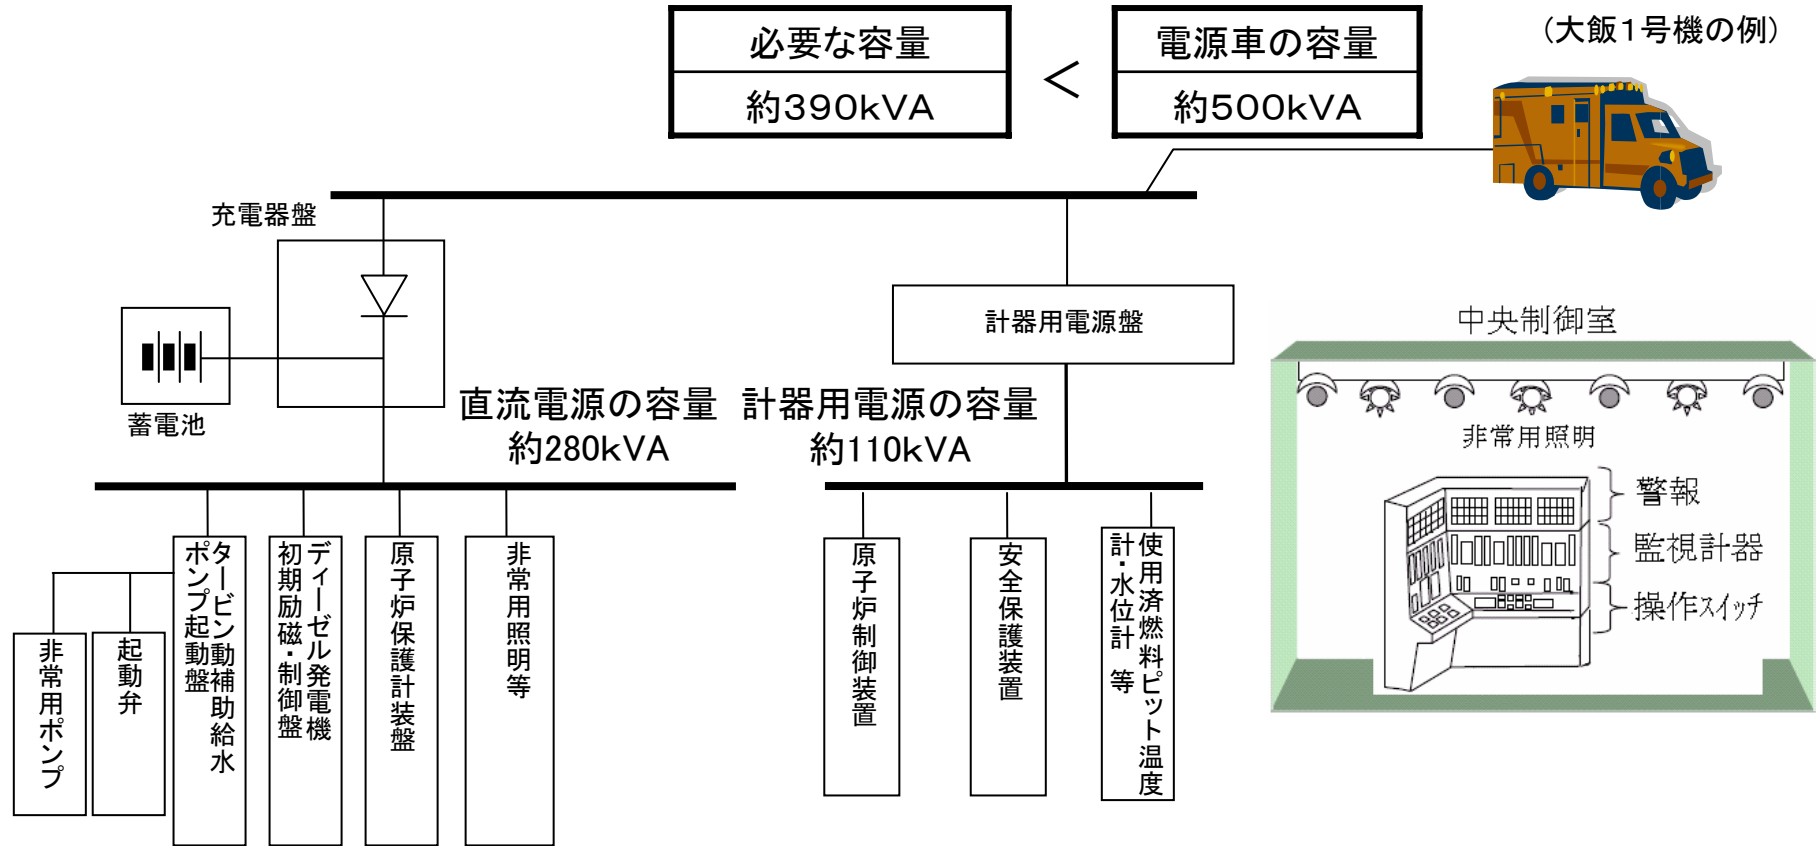 (大飯1号機の例)
必要な容量
約390kVA
<
電源車の容量
約500kVA
充電器盤
蓄電池
計器用電源盤
直流電源の容量
約280kVA
計器用電源の容量
約110kVA
非常用ポンプ
起動弁
タービン動補助給水
ポンプ起動盤
ディーゼル発電機
初期励磁・制御盤
原子炉保護計装盤
非常用照明等
原子炉制御装置
安全保護装置
使用済燃料ピット温度
計・水位計 等
中央制御室
非常用照明
警報
監視計器
操作スイッチ